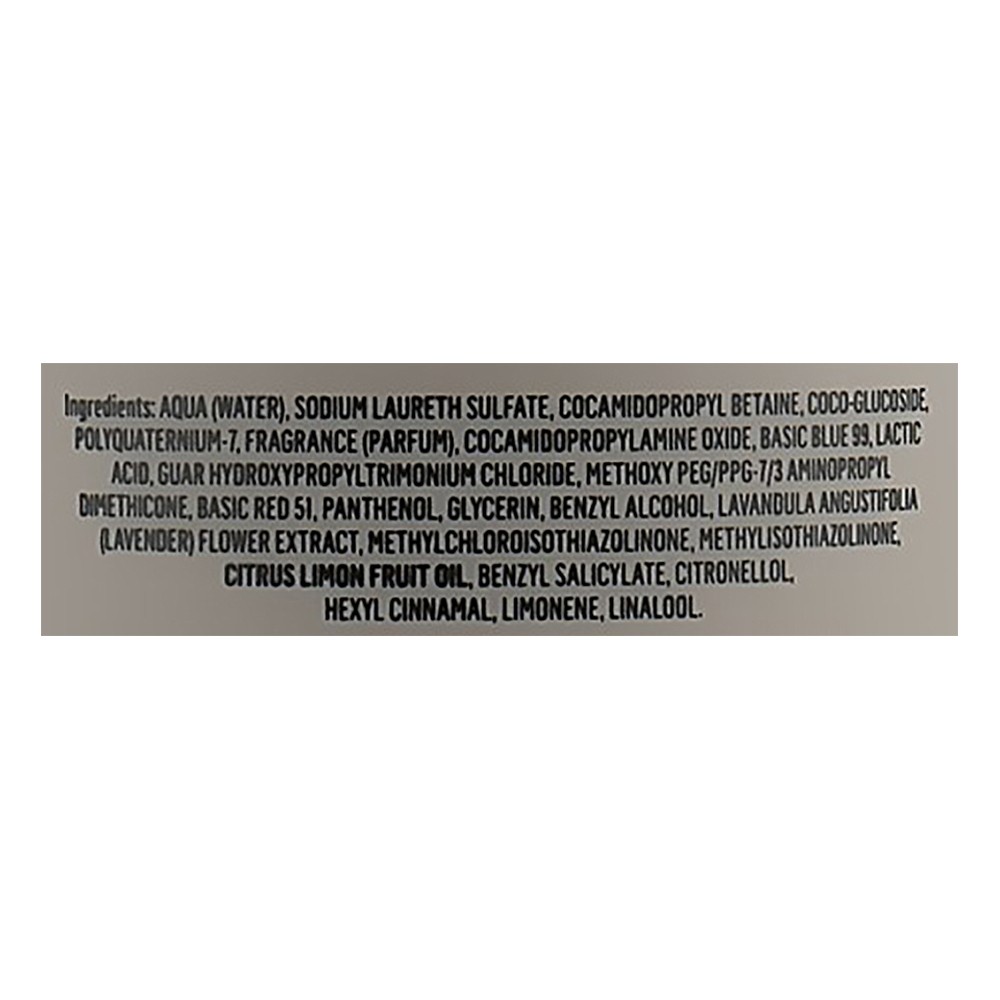 Ingredients: AQUA (WATER), SODIUM LAURETH SULFATE, COCAMIDOPROPYL BETAINE, COCO-GLUCOSIDE,
POLYQUATERNIUM-7, FRAGRANCE (PARFUM), COCAMIDOPROPYLAMINE OXIDE, BASIC BLUE 99, LACTIC
ACID, GUAR HYDROXYPROPYLTRIMONIUM CHLORIDE, METHOXY PEG/PPG-7/3 AMINOPROPYL
DIMETHICONE, BASIC RED 51, PANTHENOL, GLYCERIN, BENZYL ALCOHOL, LAVANDULA ANGUSTIFOLIA
(LAVENDER) FLOWER EXTRACT, METHYLCHLOROISOTHIAZOLINONE, METHYLISOTHIAZOLINONE,
CITRUS LIMON FRUIT OIL, BENZYL SALICYLATE, CITRONELLOL,
HEXYL CINNAMAL, LIMONENE, LINALOOL.